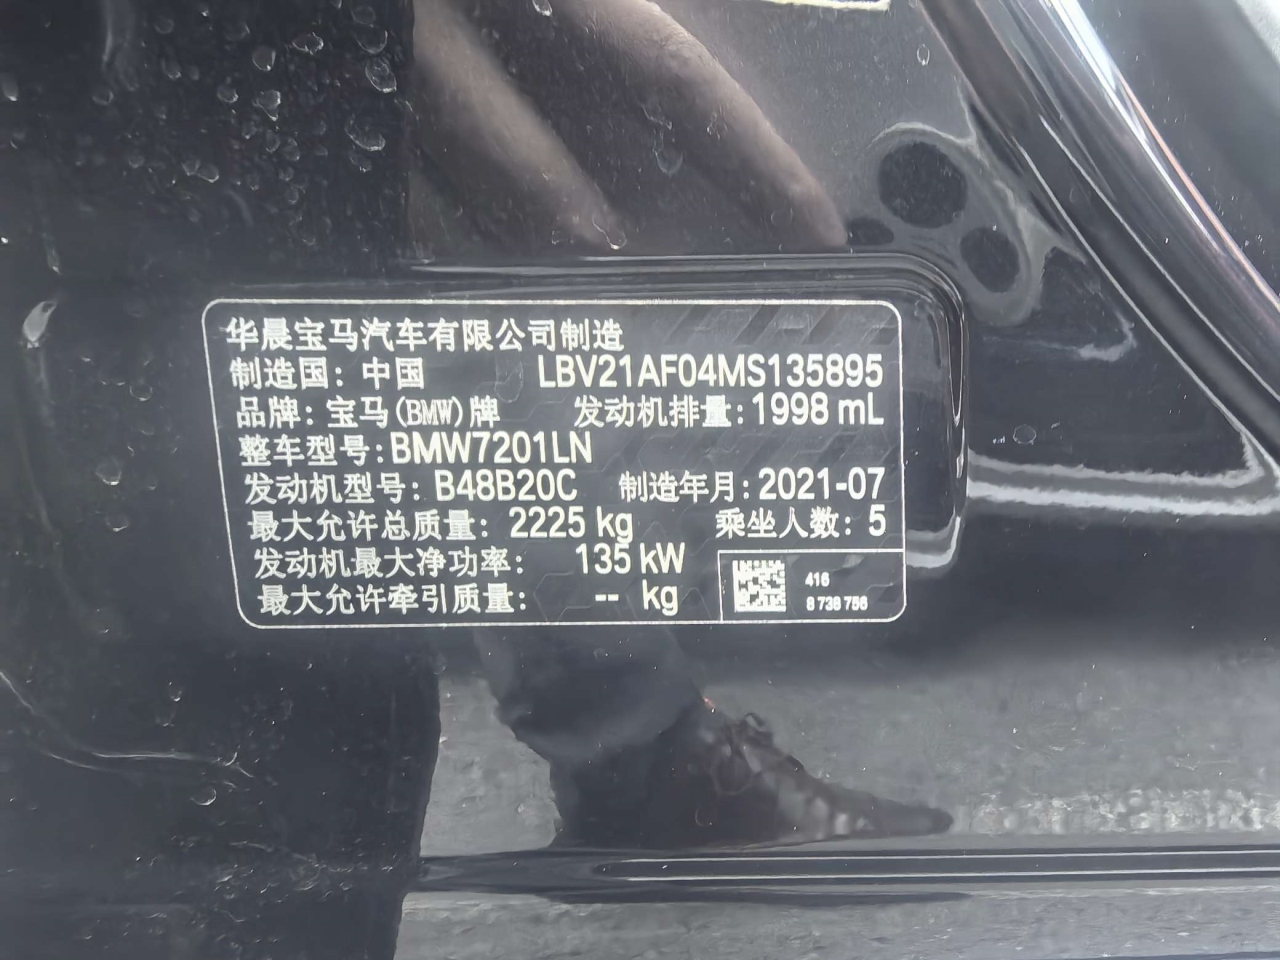 华晨宝马汽车有限公司制造
制造国：中国 LBV21AF04MS135895
品牌：宝马(BMW)牌 发动机排量：1998 mL
整车型号：BMW7201LN
发动机型号：B48B20C 制造年月：2021-07
最大允许总质量：2225 kg 乘坐人数：5
发动机最大净功率：135 kW
最大允许牵引质量：-- kg
416
8 738 756